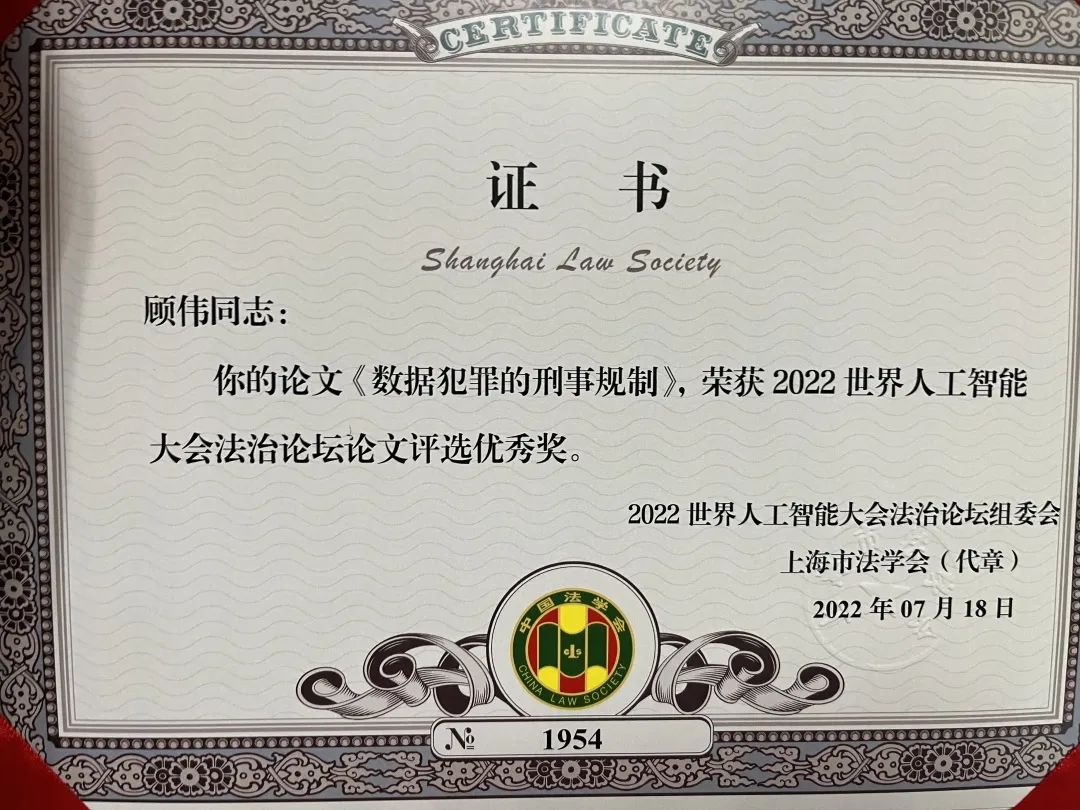 CERTIFICATE
证 书
Shanghai Law Society
顾伟同志：
你的论文《数据犯罪的刑事规制》，荣获 2022 世界人工智能
大会法治论坛论文评选优秀奖。
2022 世界人工智能大会法治论坛组委会
上海市法学会（代章）
2022 年 07 月 18 日
中国法学会
CLS
CHINA LAW SOCIETY
№ 1954